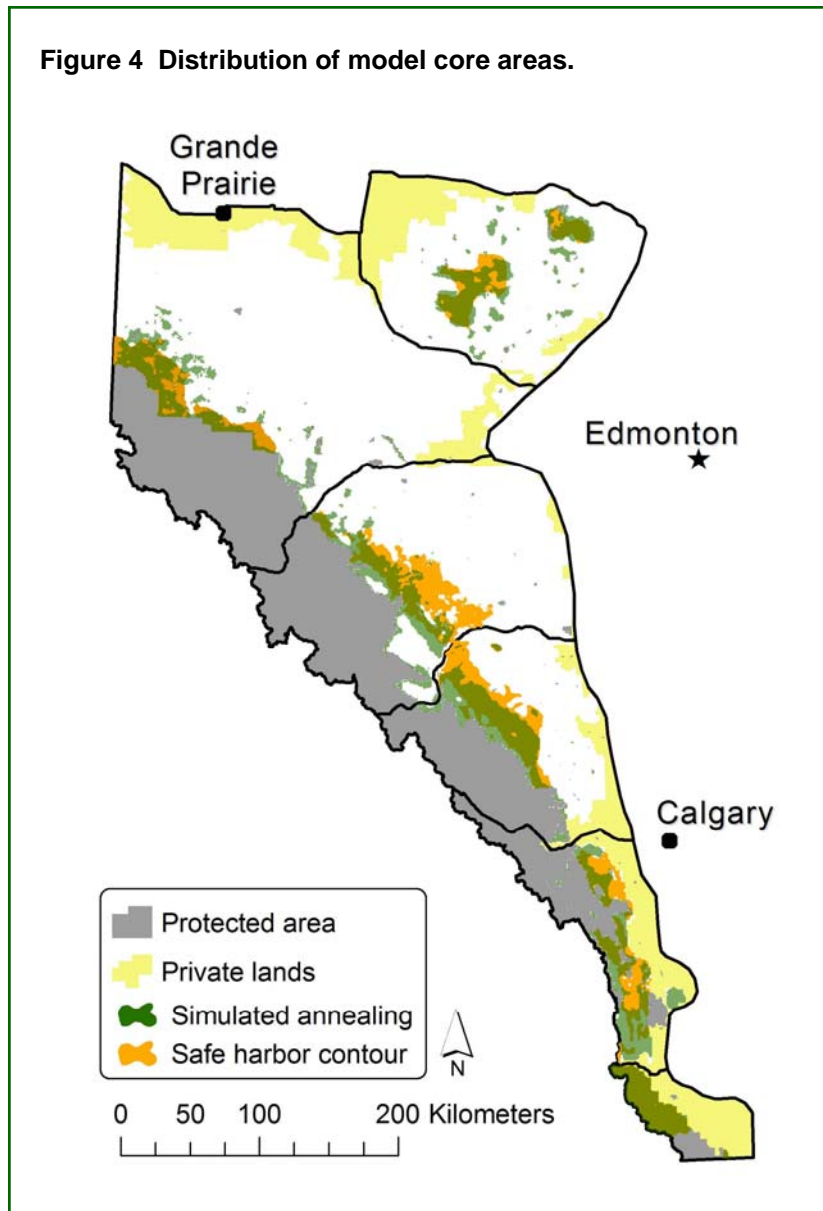 Figure 4 Distribution of model core areas.
Grande
Prairie
Edmonton
Calgary
Protected area
Private lands
Simulated annealing
Safe harbor contour
N
0 50 100 200 Kilometers